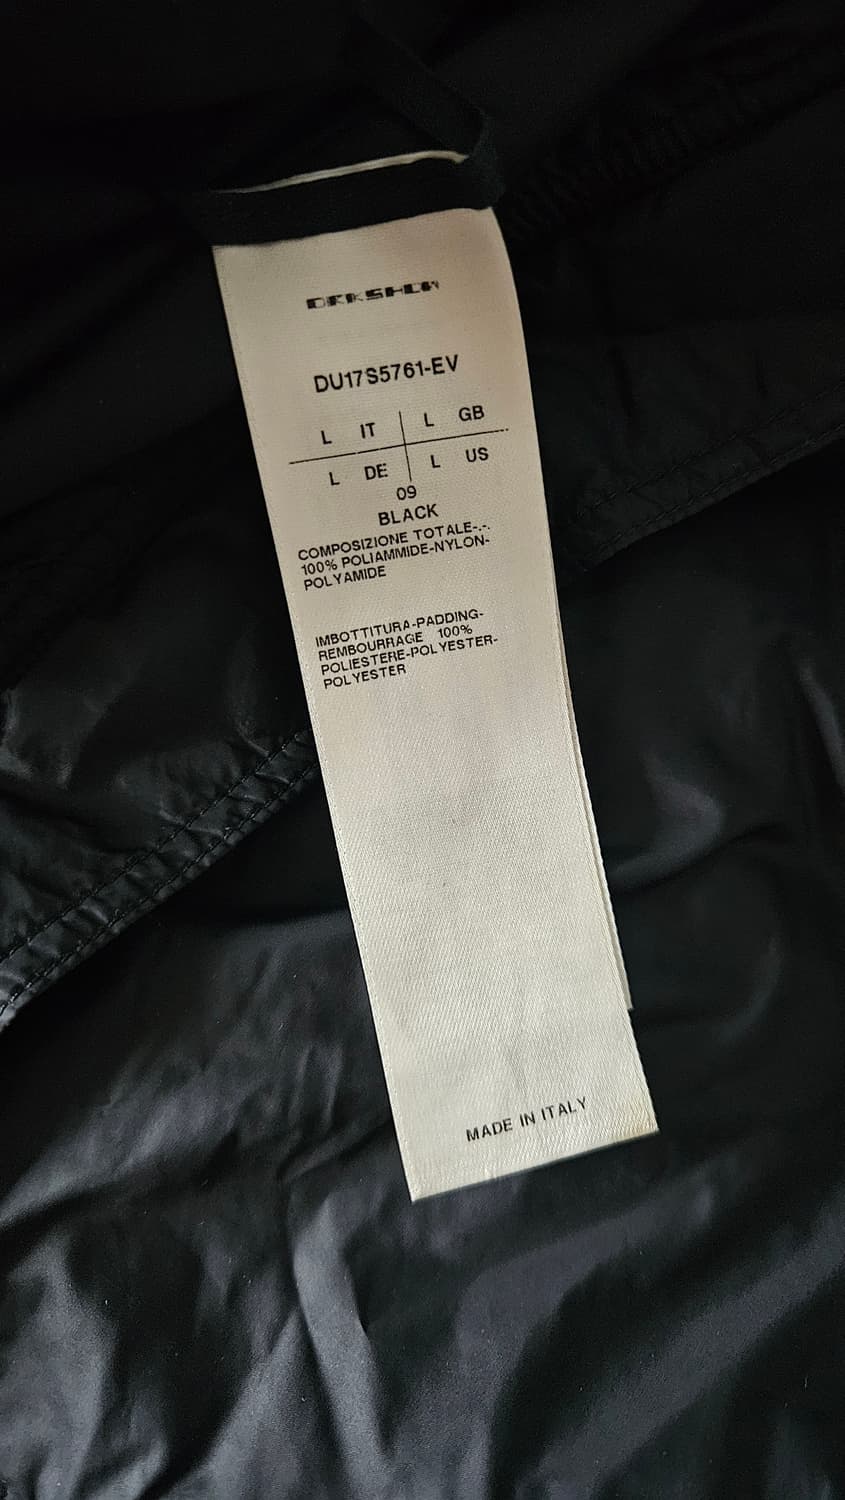 DRKSHDW
DU17S5761-EV
L IT L GB
L DE L US
09
BLACK
COMPOSIZIONE TOTALE-.-.
100% POLIAMMIDE-NYLON-
POLYAMIDE
IMBOTTITURA-PADDING-
REMBOURRAGE 100%
POLIESTERE-POLYESTER-
POLYESTER
MADE IN ITALY